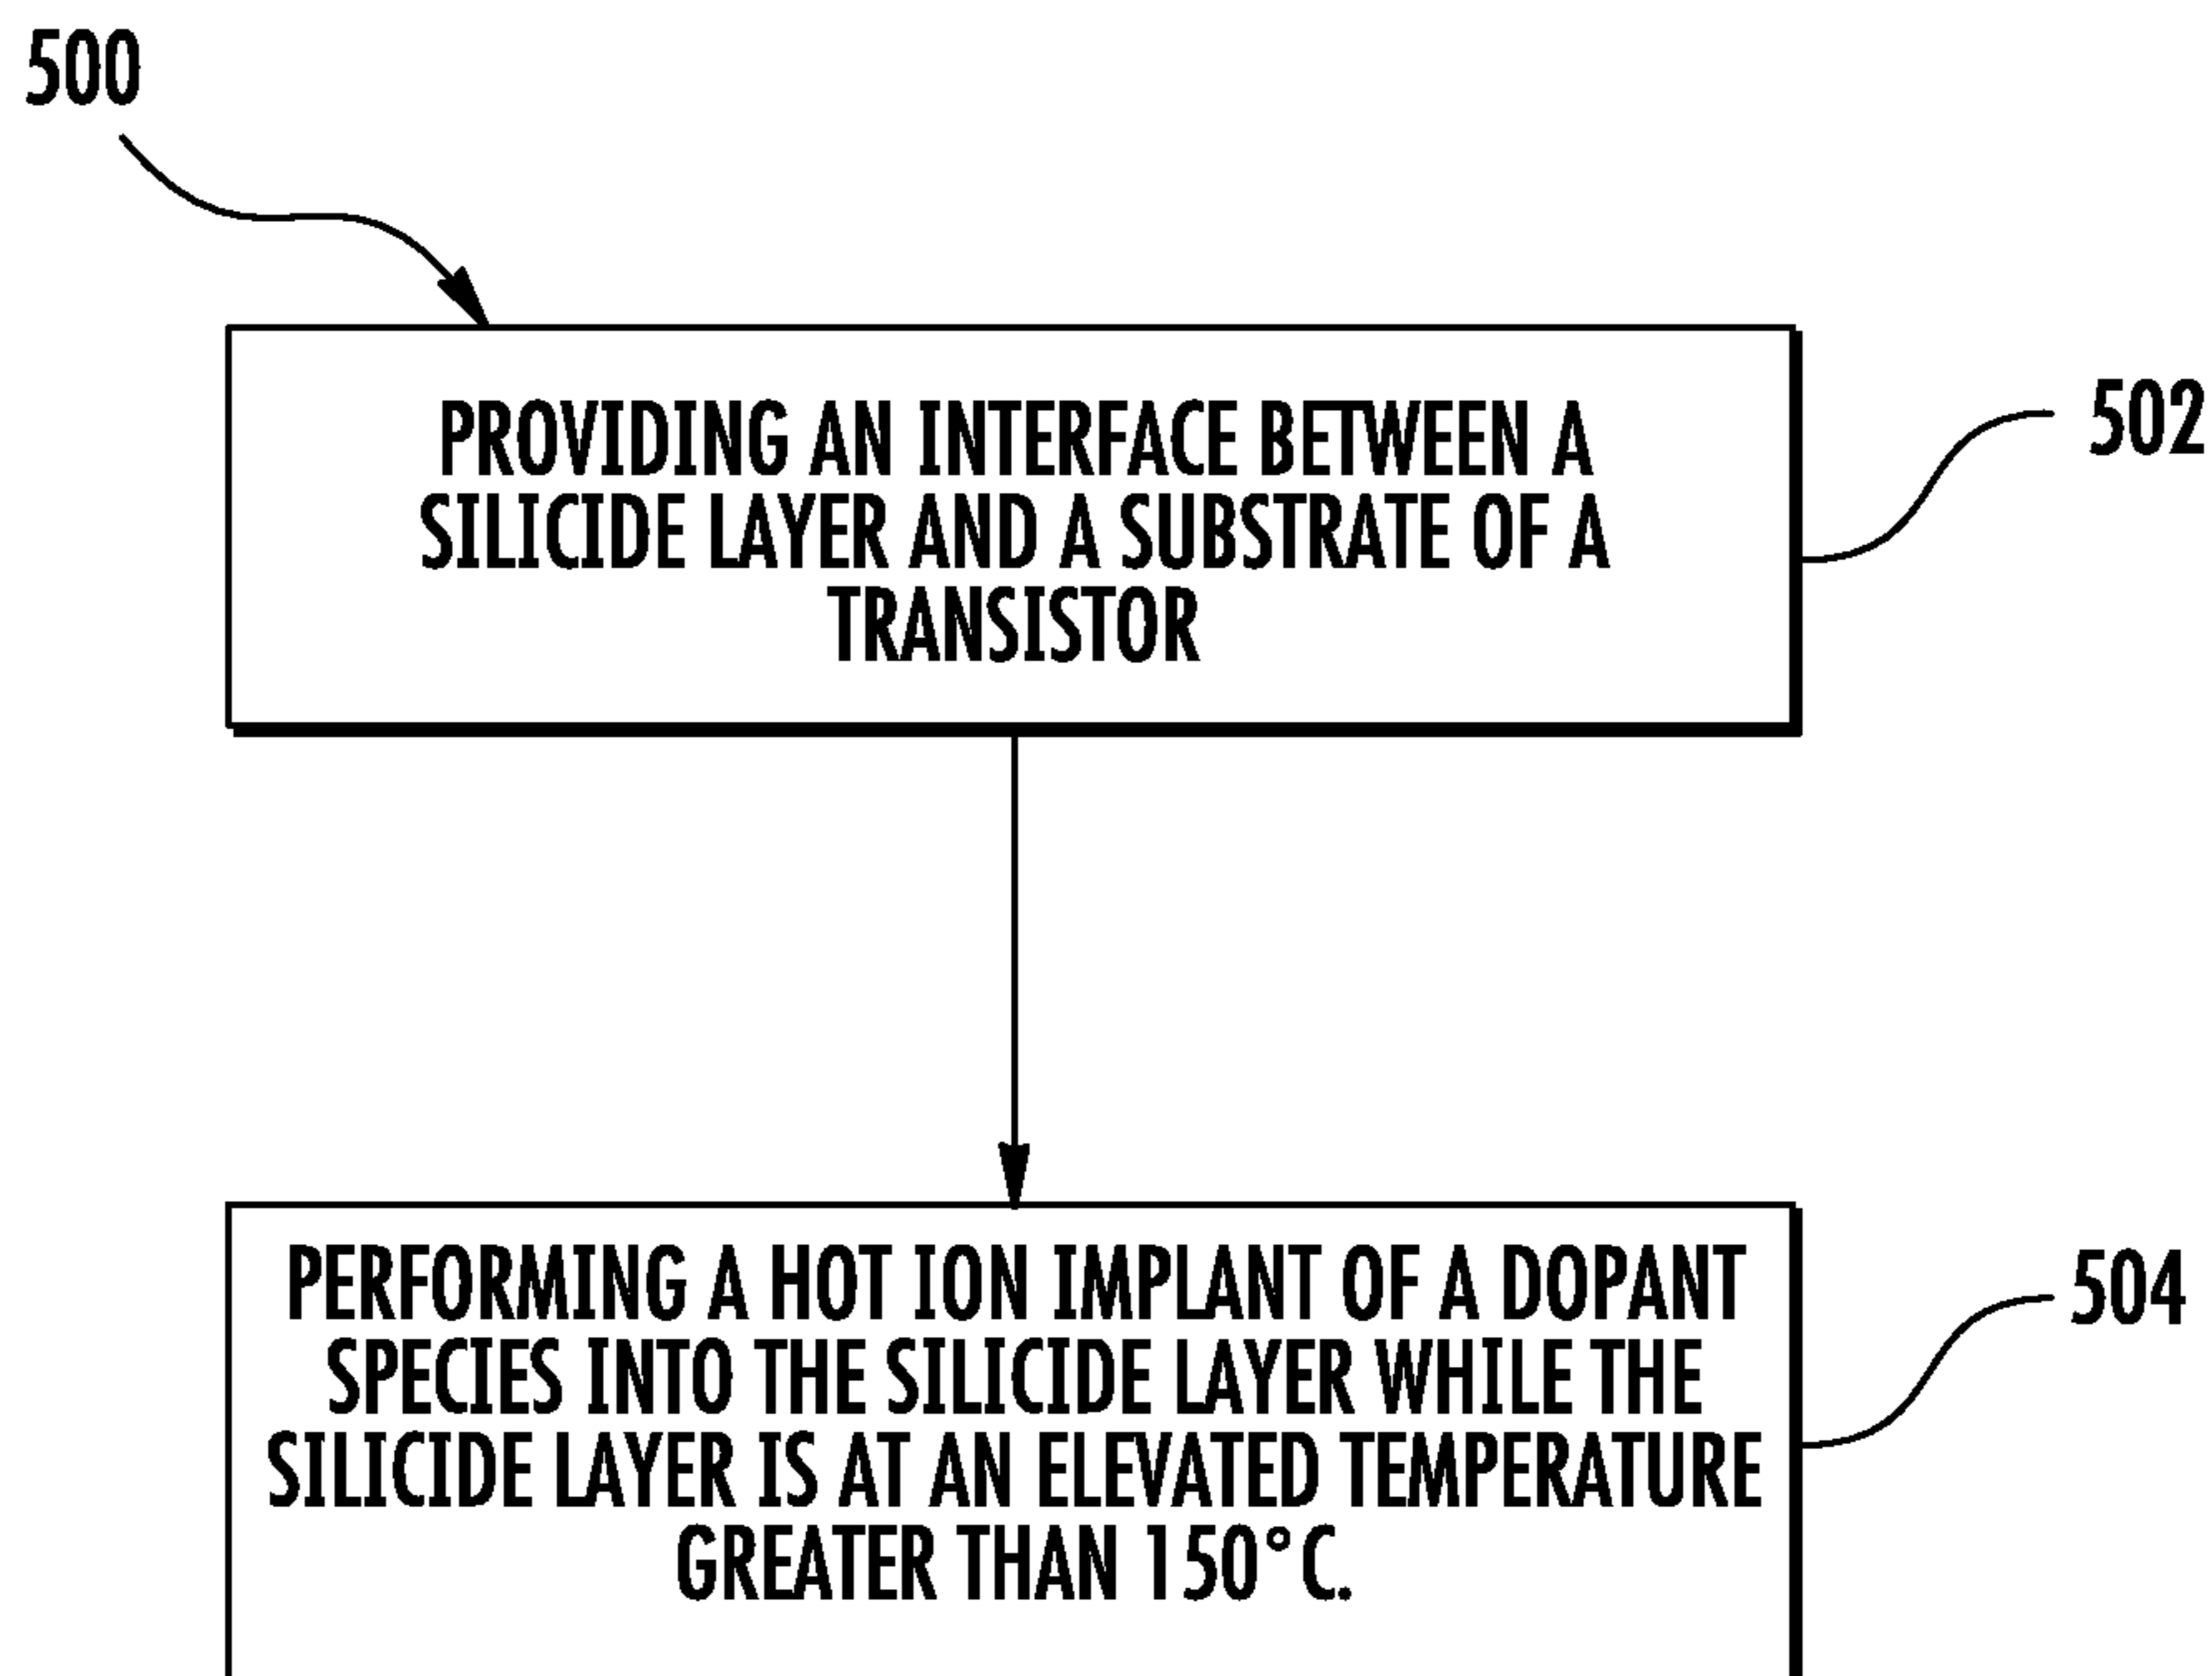 500
PROVIDING AN INTERFACE BETWEEN A
SILICIDE LAYER AND A SUBSTRATE OF A
TRANSISTOR
502
PERFORMING A HOT ION IMPLANT OF A DOPANT
SPECIES INTO THE SILICIDE LAYER WHILE THE
SILICIDE LAYER IS AT AN ELEVATED TEMPERATURE
GREATER THAN 150°C.
504